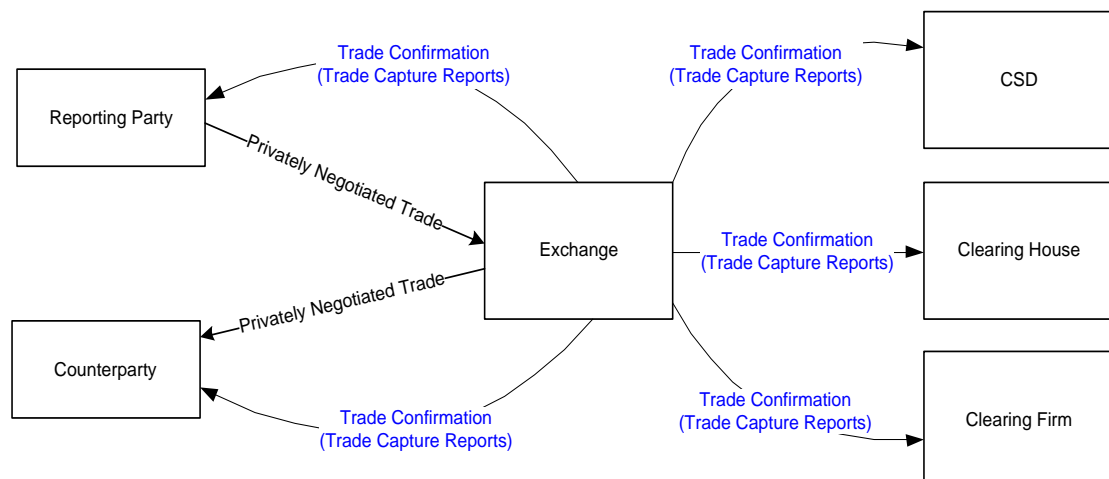 Trade Confirmation
(Trade Capture Reports)
Trade Confirmation
(Trade Capture Reports)
CSD
Reporting Party
Privately Negotiated Trade
Exchange
Trade Confirmation
(Trade Capture Reports)
Clearing House
Privately Negotiated Trade
Counterparty
Trade Confirmation
(Trade Capture Reports)
Trade Confirmation
(Trade Capture Reports)
Clearing Firm